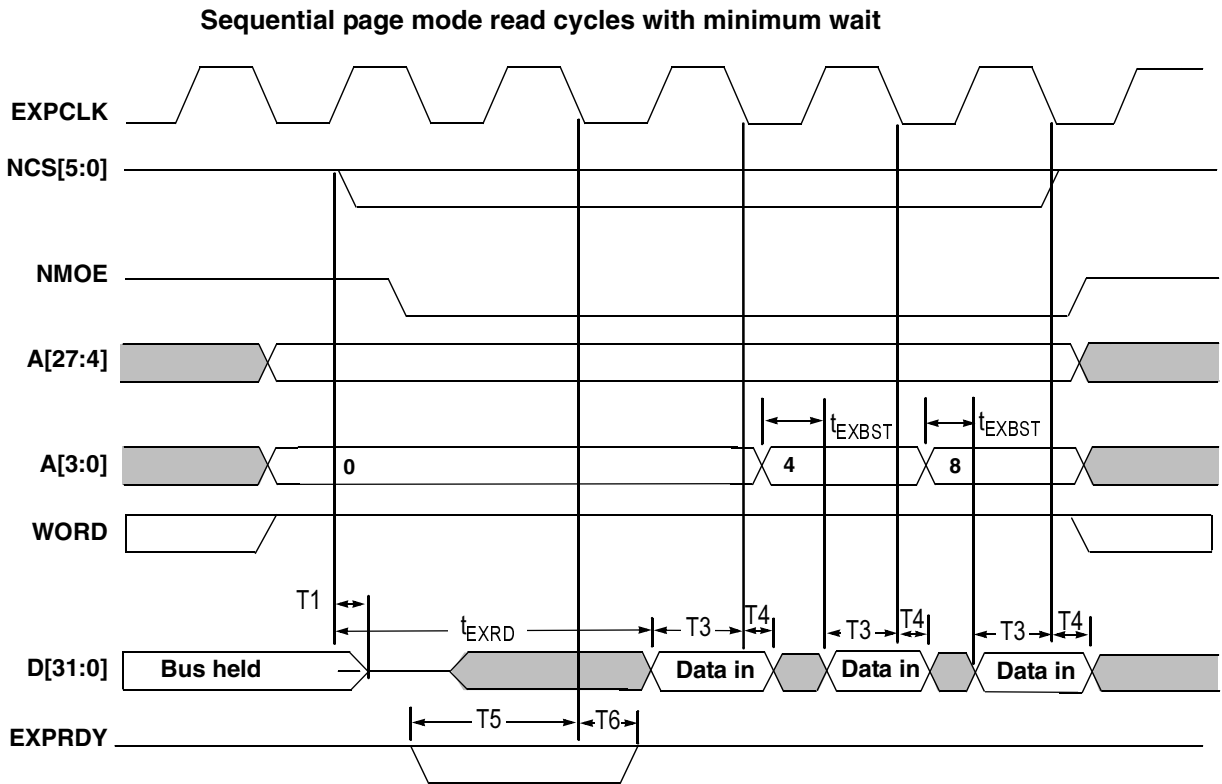 Sequential page mode read cycles with minimum wait
EXPCLK
NCS[5:0]
NMOE
A[27:4]
tEXBST
tEXBST
A[3:0]
0
4
8
WORD
T1
tEXRD
T3
T4
T3
T4
T3
T4
D[31:0]
Bus held
Data in
Data in
Data in
T5
T6
EXPRDY